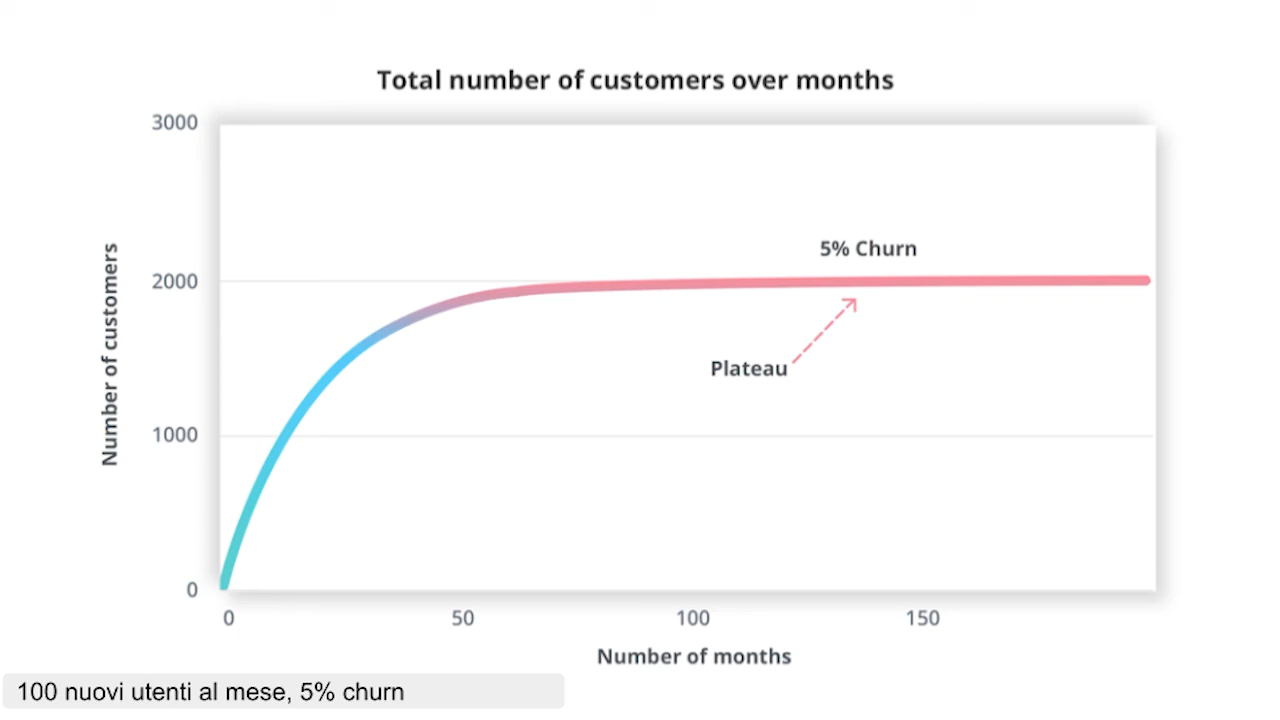 Total number of customers over months
3000
2000
1000
0
Number of customers
5% Churn
Plateau
0 50 100 150
Number of months
100 nuovi utenti al mese, 5% churn